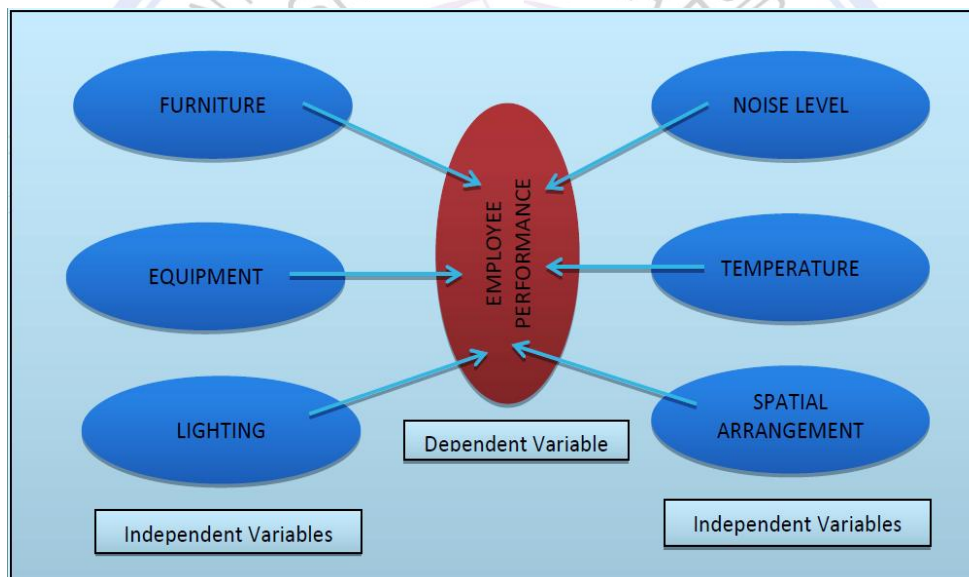 FURNITURE
NOISE LEVEL
EMPLOYEE
PERFORMANCE
EQUIPMENT
TEMPERATURE
LIGHTING
SPATIAL
ARRANGEMENT
Dependent Variable
Independent Variables
Independent Variables